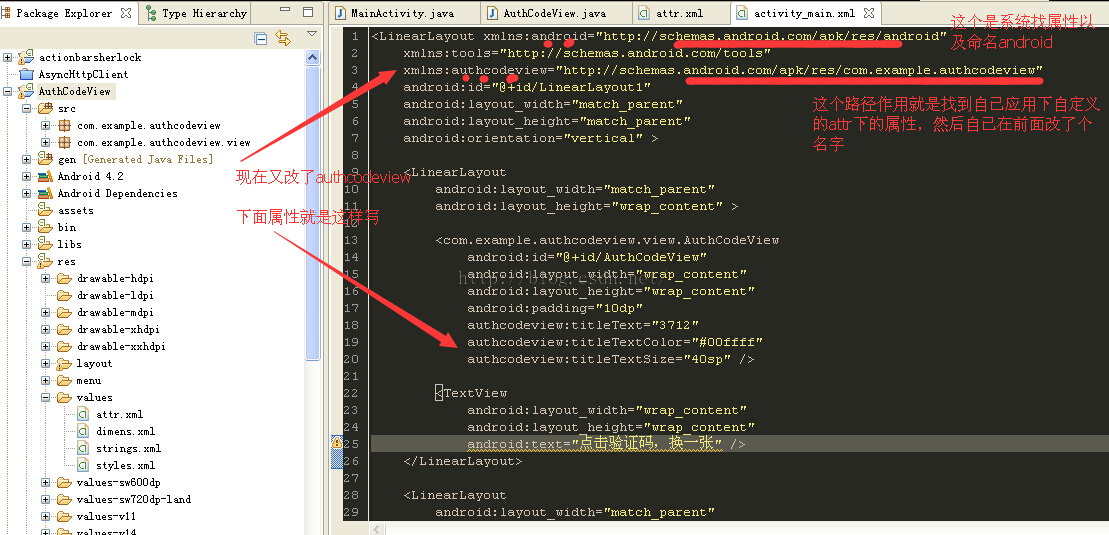 Package Explorer
Type Hierarchy
MainActivity.java
AuthCodeView.java
attr.xml
activity_main.xml
actionbarsherlock
AsyncHttpClient
AuthCodeView
src
com.example.authcodeview
com.example.authcodeview.view
gen [Generated Java Files]
Android 4.2
Android Dependencies
assets
bin
libs
res
drawable-hdpi
drawable-ldpi
drawable-mdpi
drawable-xhdpi
drawable-xxhdpi
layout
menu
values
attr.xml
dimens.xml
strings.xml
styles.xml
values-sw600dp
values-sw720dp-land
values-v11
values-v14
现在又改了authcodeview
下面属性就是这样写
1 <LinearLayout xmlns:android="http://schemas.android.com/apk/res/android"
2 xmlns:tools="http://schemas.android.com/tools"
3 xmlns:authcodeview="http://schemas.android.com/apk/res/com.example.authcodeview"
4 android:id="@+id/LinearLayout1"
5 android:layout_width="match_parent"
6 android:layout_height="match_parent"
7 android:orientation="vertical" >
8
9 <LinearLayout
10 android:layout_width="match_parent"
11 android:layout_height="wrap_content" >
12
13 <com.example.authcodeview.view.AuthCodeView
14 android:id="@+id/AuthCodeView"
15 android:layout_width="wrap_content"
16 android:layout_height="wrap_content"
17 android:padding="10dp"
18 authcodeview:titleText="3712"
19 authcodeview:titleTextColor="#00ffff"
20 authcodeview:titleTextSize="40sp" />
21
22 <TextView
23 android:layout_width="wrap_content"
24 android:layout_height="wrap_content"
25 android:text="点击验证码，换一张" />
26 </LinearLayout>
27
28 <LinearLayout
29 android:layout_width="match_parent"
http://blog.csdn.net/
这个是系统找属性以
及命名android
这个路径作用就是找到自己应用下自定义
的attr下的属性，然后自己在前面改了个
名字